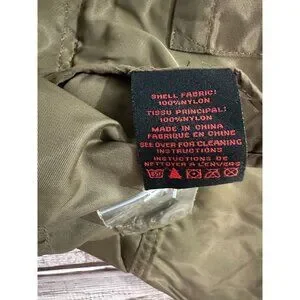 SHELL FABRIC:
100%NYLON
TISSU PRINCIPAL:
100%NYLON
MADE IN CHINA
FABRIQUE EN CHINE
SEE OVER FOR CLEANING
INSTRUCTIONS
INSTUCTIONS DE
NETTOYER A L'ENVERS